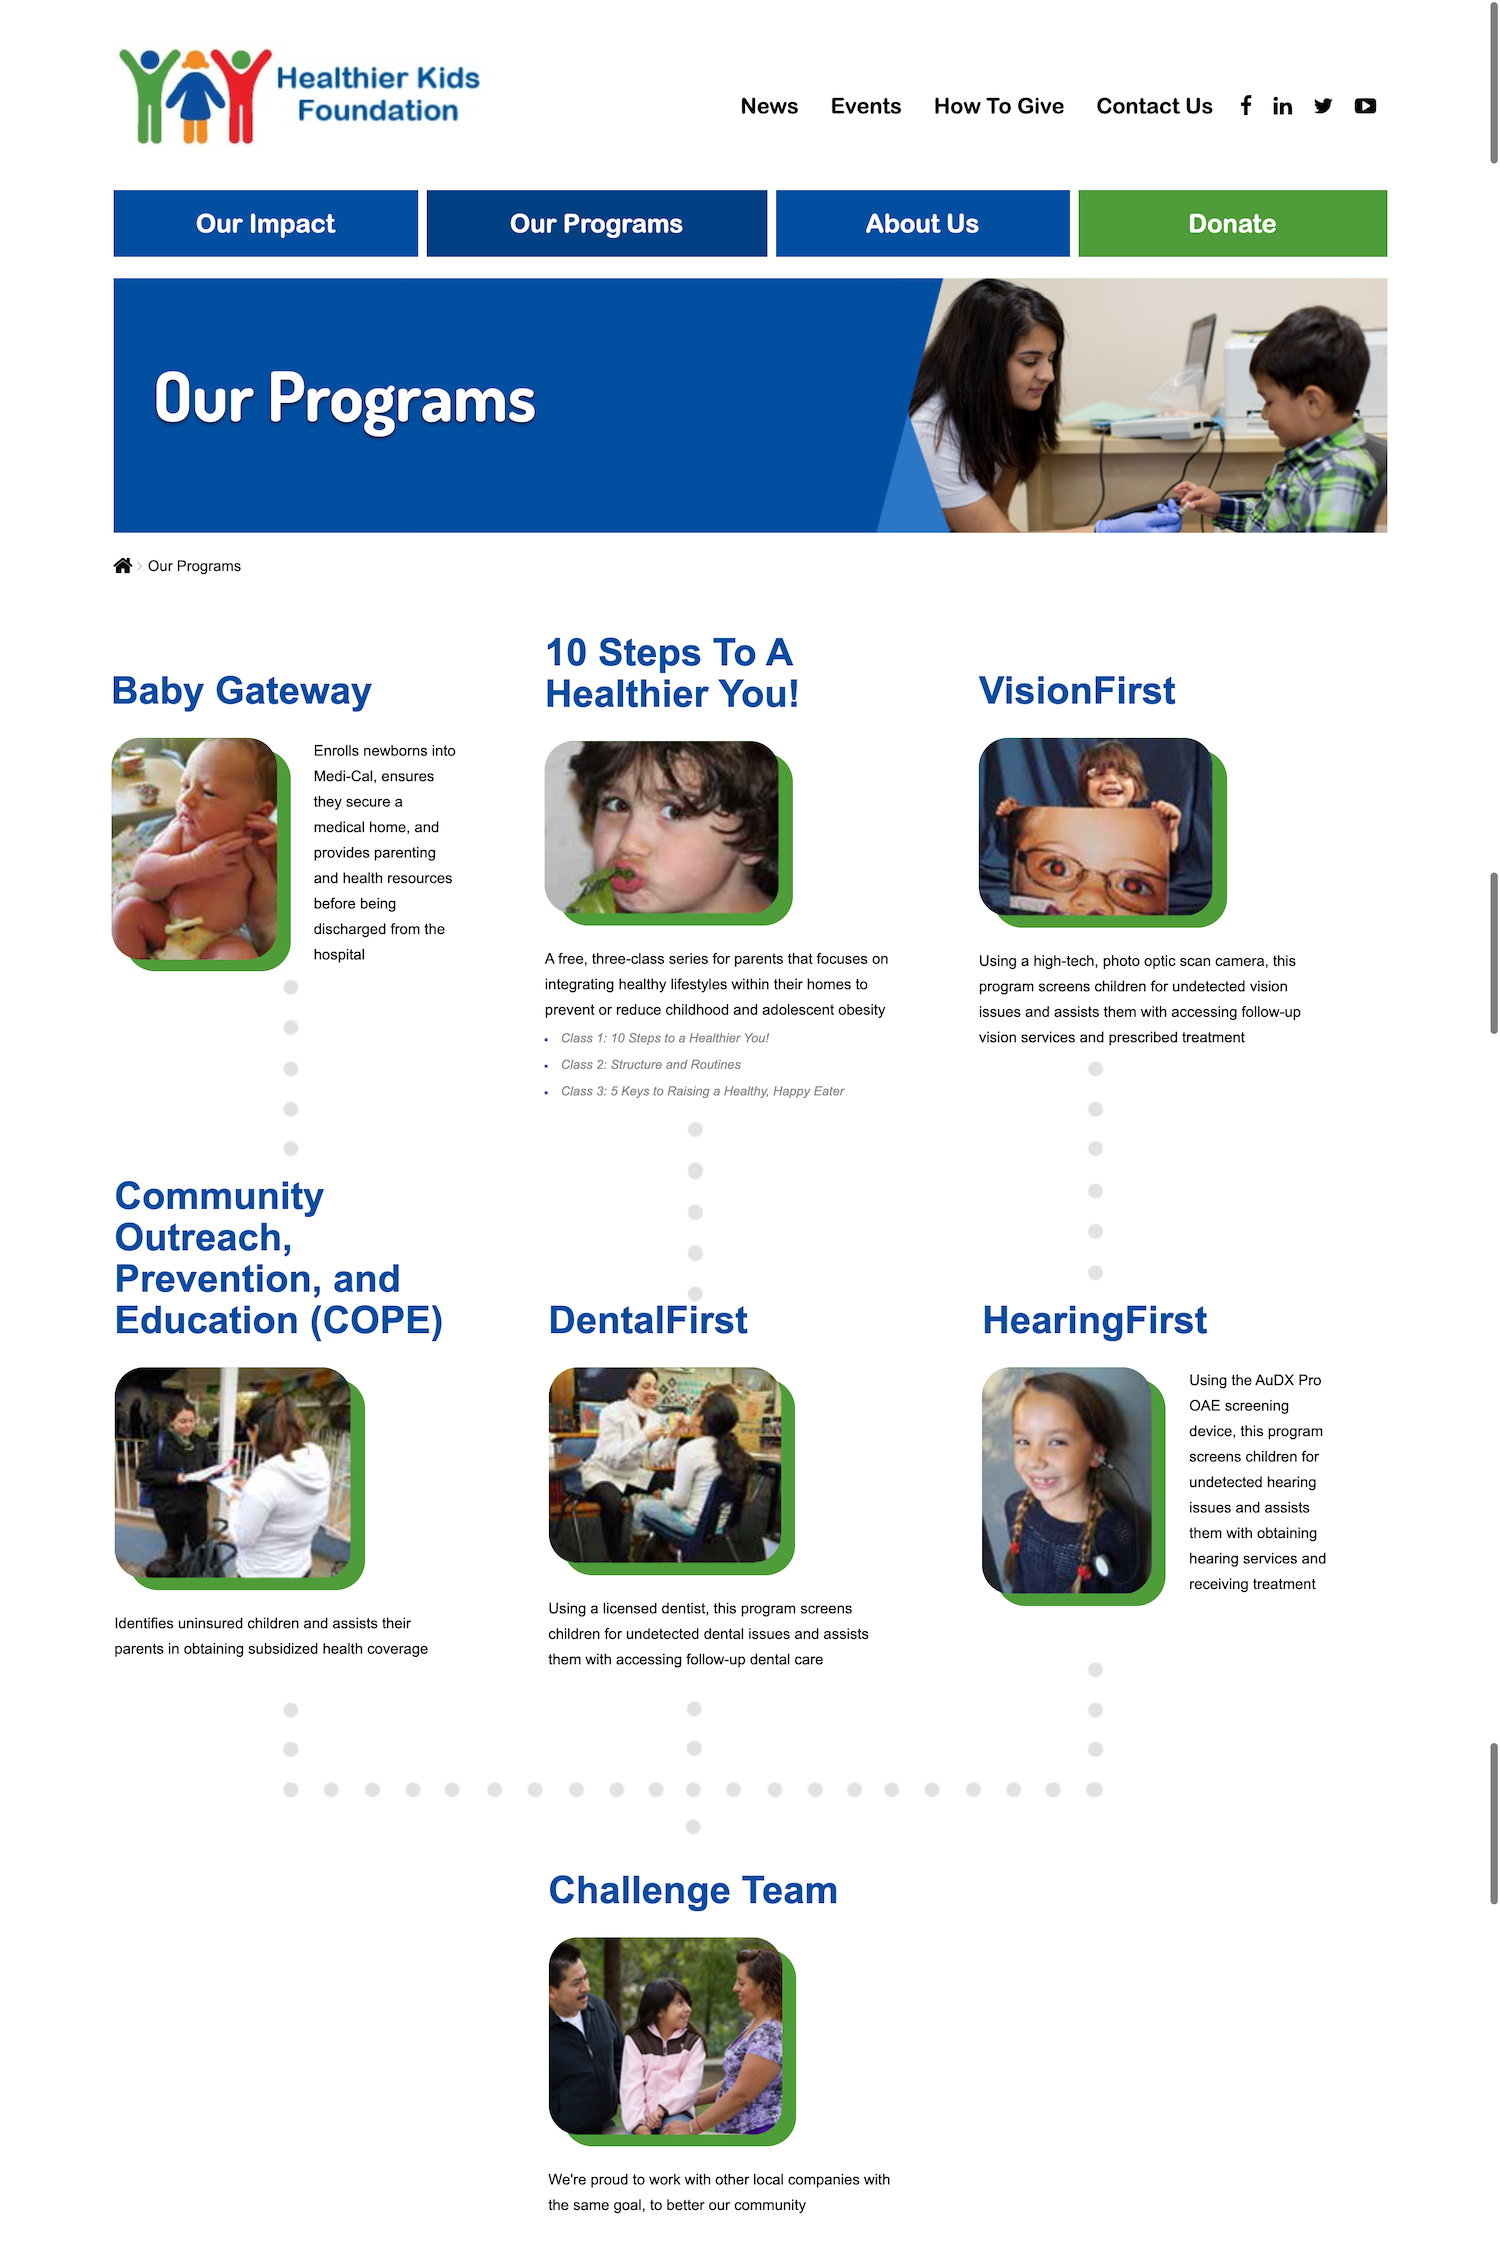 Healthier Kids
Foundation
News
Events
How To Give
Contact Us
Our Impact
Our Programs
About Us
Donate
Our Programs
Our Programs
Baby Gateway
Enrolls newborns into
Medi-Cal, ensures
they secure a
medical home, and
provides parenting
and health resources
before being
discharged from the
hospital
10 Steps To A
Healthier You!
A free, three-class series for parents that focuses on
integrating healthy lifestyles within their homes to
prevent or reduce childhood and adolescent obesity
Class 1: 10 Steps to a Healthier You!
Class 2: Structure and Routines
Class 3: 5 Keys to Raising a Healthy, Happy Eater
VisionFirst
Using a high-tech, photo optic scan camera, this
program screens children for undetected vision
issues and assists them with accessing follow-up
vision services and prescribed treatment
Community
Outreach,
Prevention, and
Education (COPE)
Identifies uninsured children and assists their
parents in obtaining subsidized health coverage
DentalFirst
Using a licensed dentist, this program screens
children for undetected dental issues and assists
them with accessing follow-up dental care
HearingFirst
Using the AuDX Pro
OAE screening
device, this program
screens children for
undetected hearing
issues and assists
them with obtaining
hearing services and
receiving treatment
Challenge Team
We're proud to work with other local companies with
the same goal, to better our community